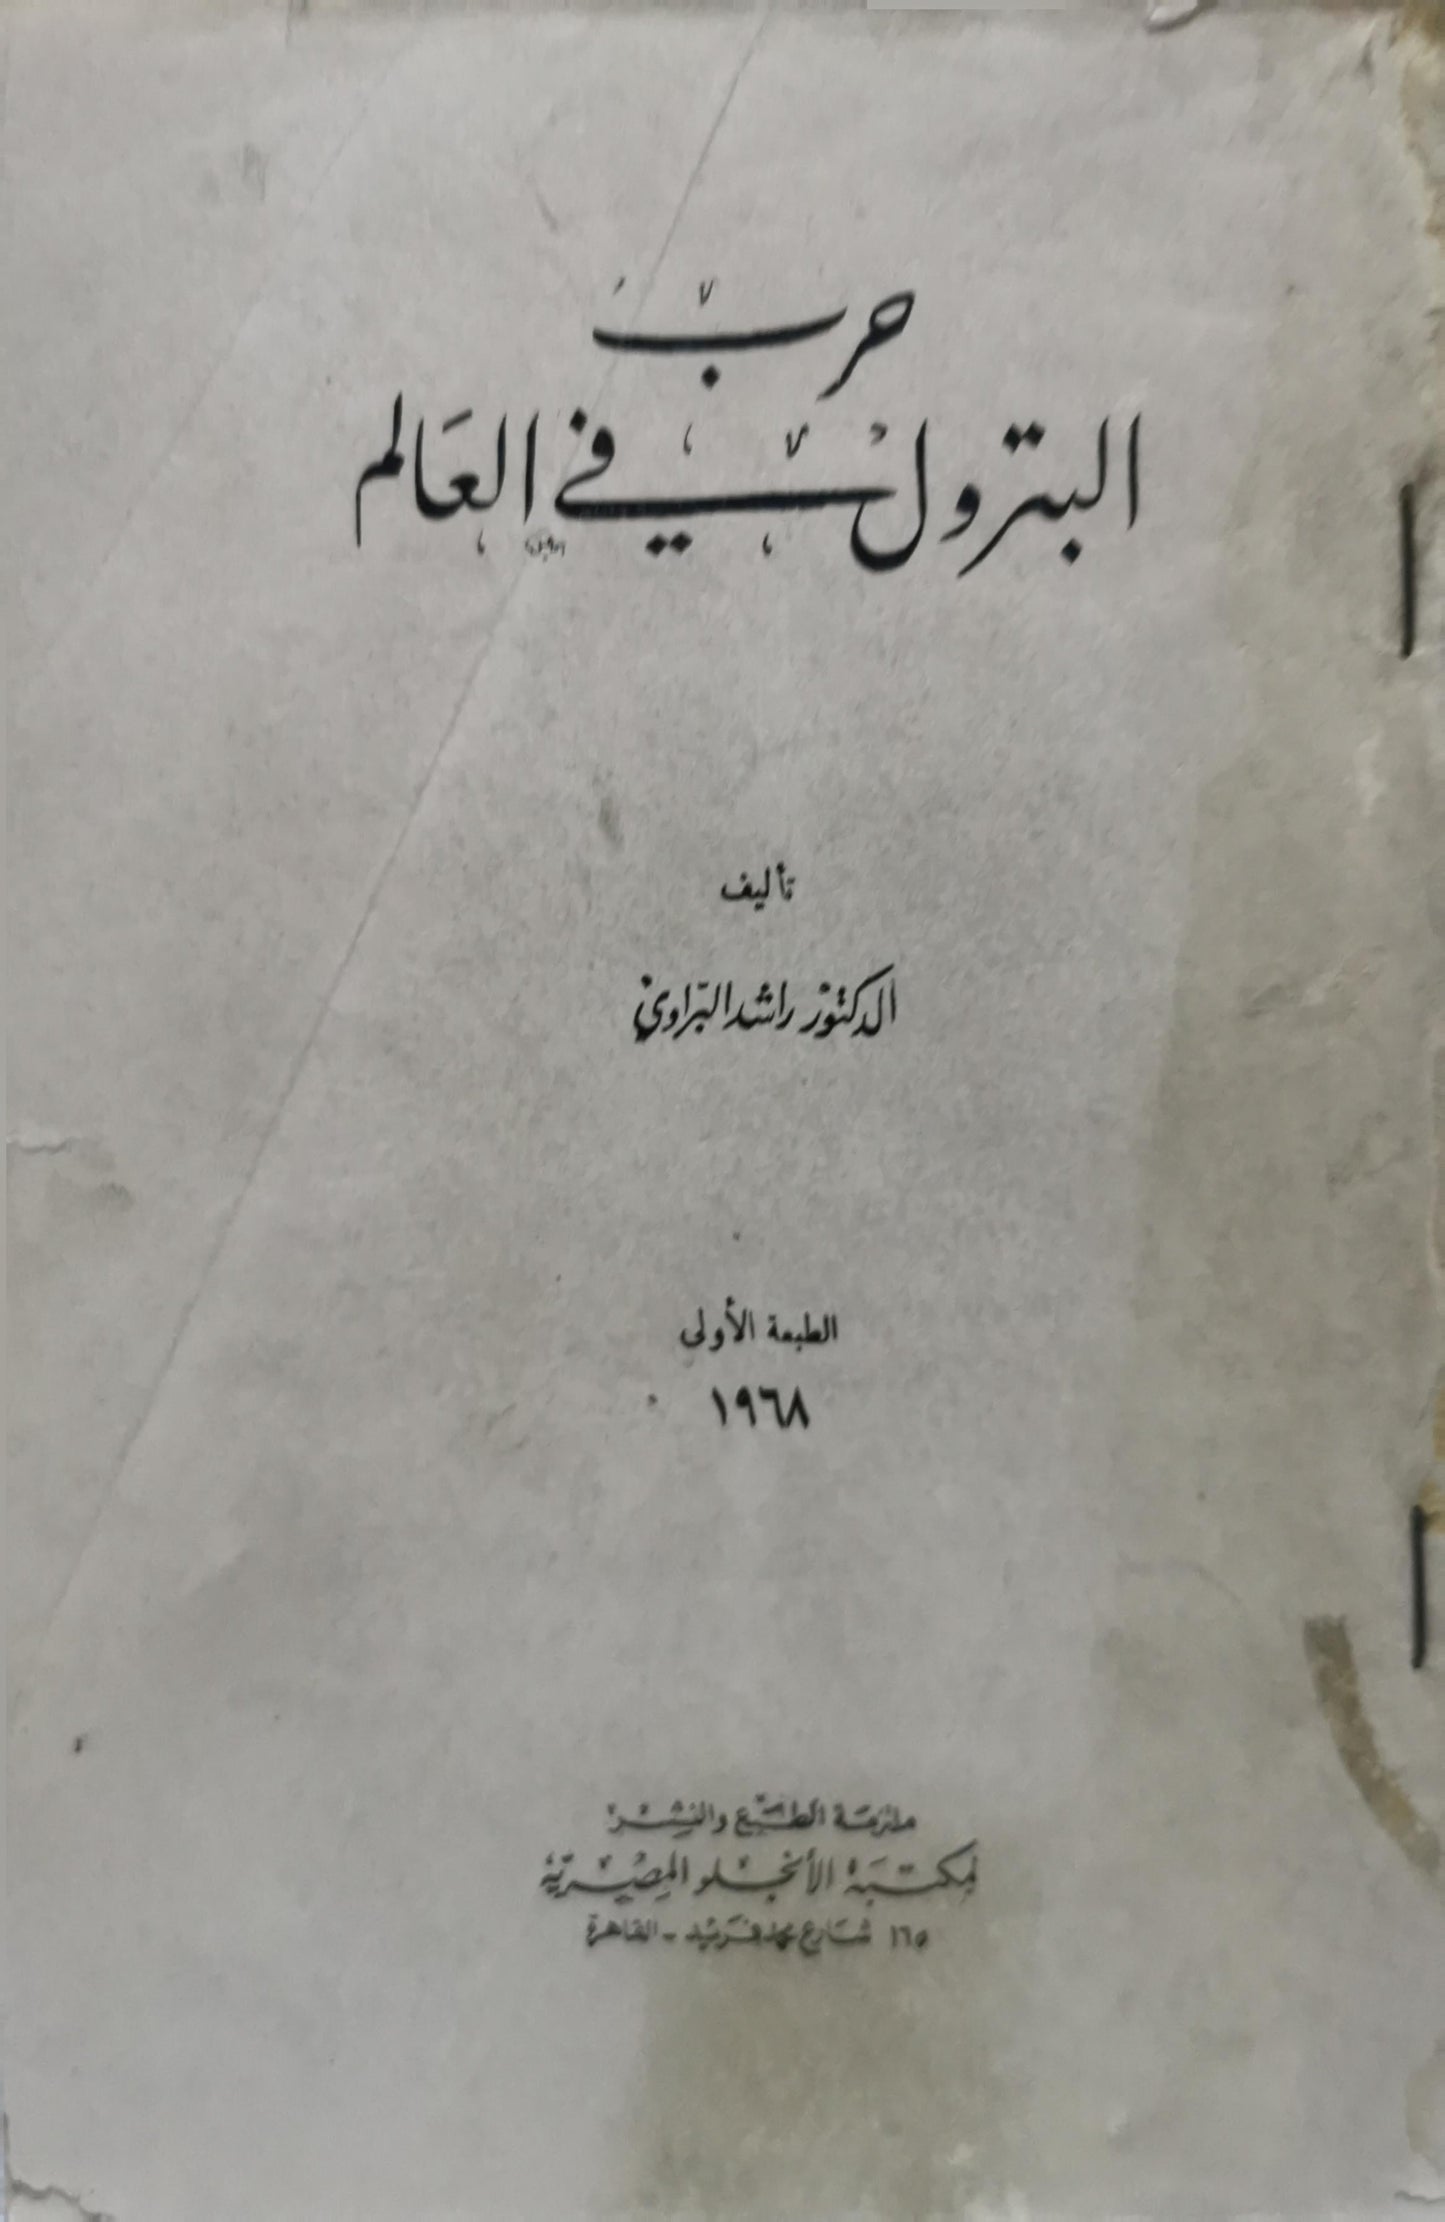 حرب
البترول في العالم
تأليف
الدكتور راشد البراوي
الطبعة الأولى
١٩٦٨
ملتزمة الطبع والنشر
مكتبة الأنجلو المصرية
١٦٥ شارع محمد فريد - القاهرة